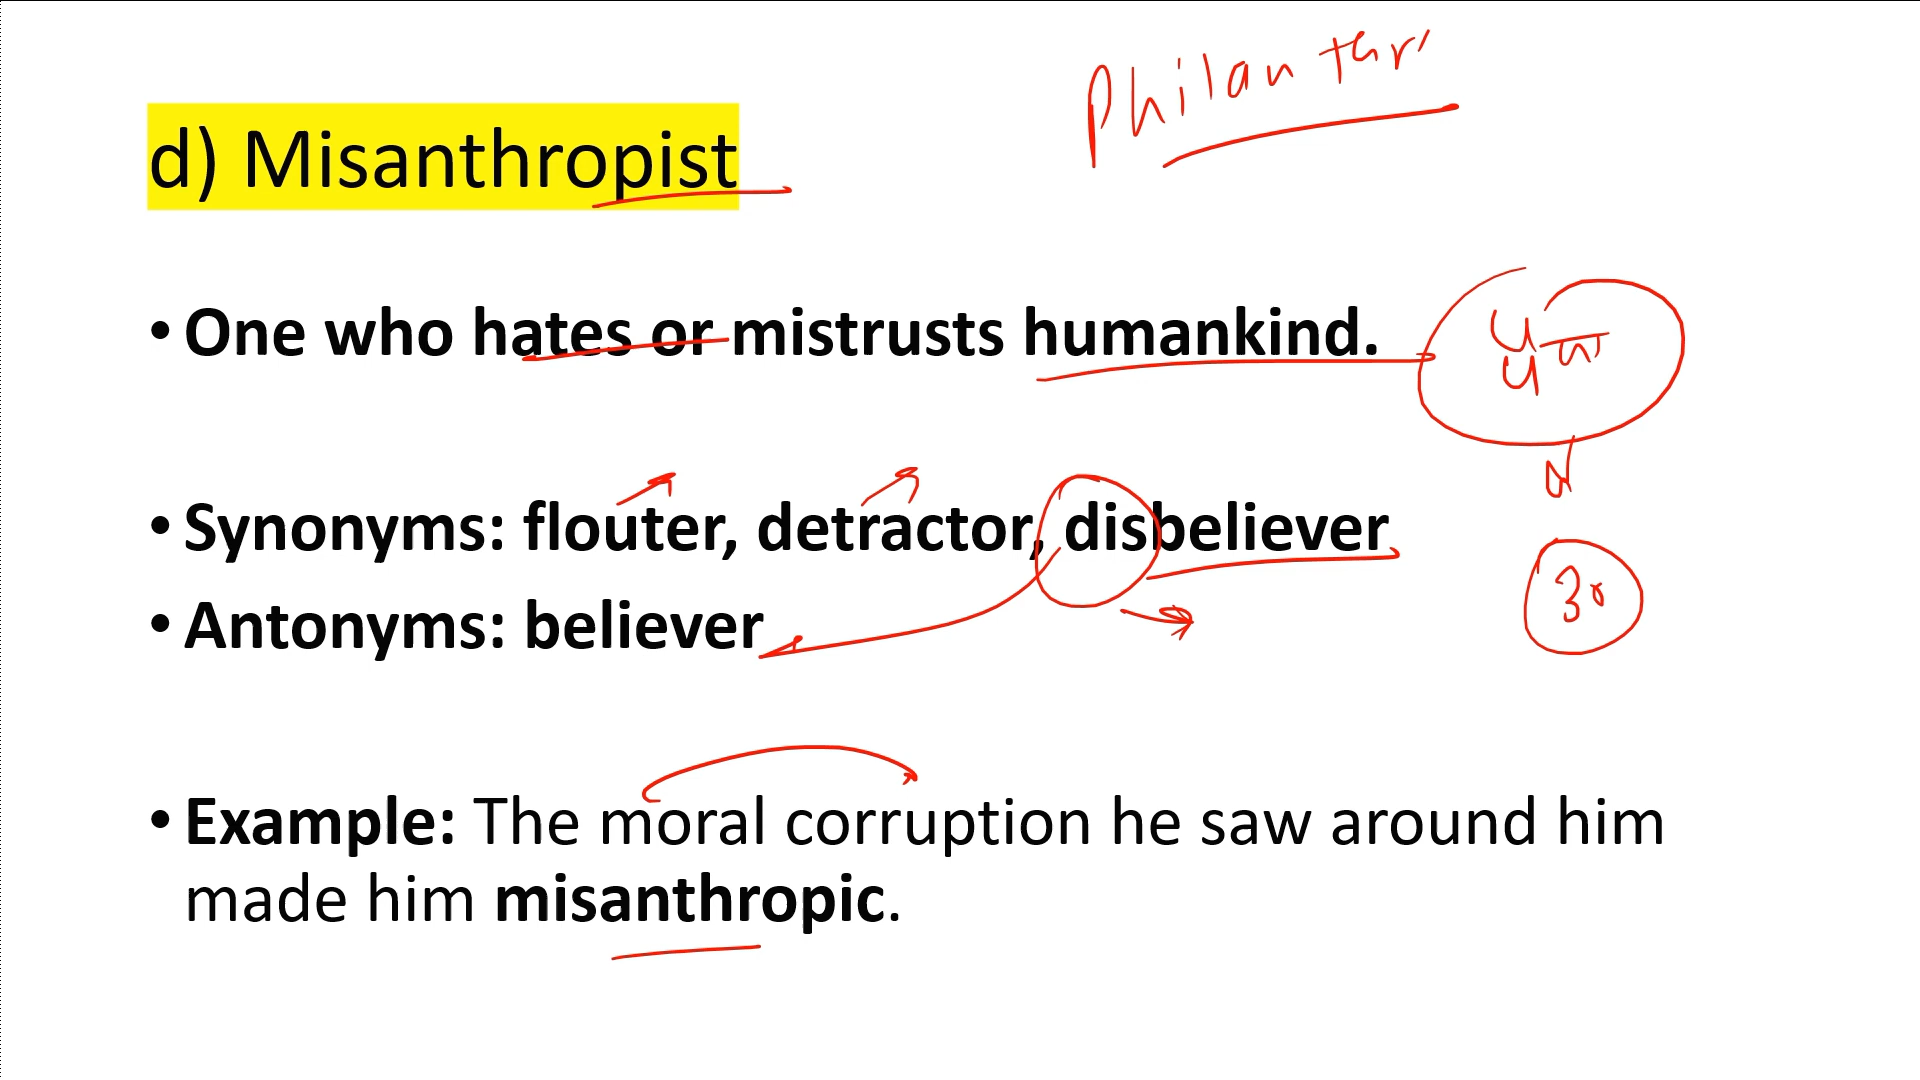 Philanthr
d) Misanthropist
• One who hates or mistrusts humankind.
• Synonyms: flouter, detractor, disbeliever
• Antonyms: believer
• Example: The moral corruption he saw around him
made him misanthropic.